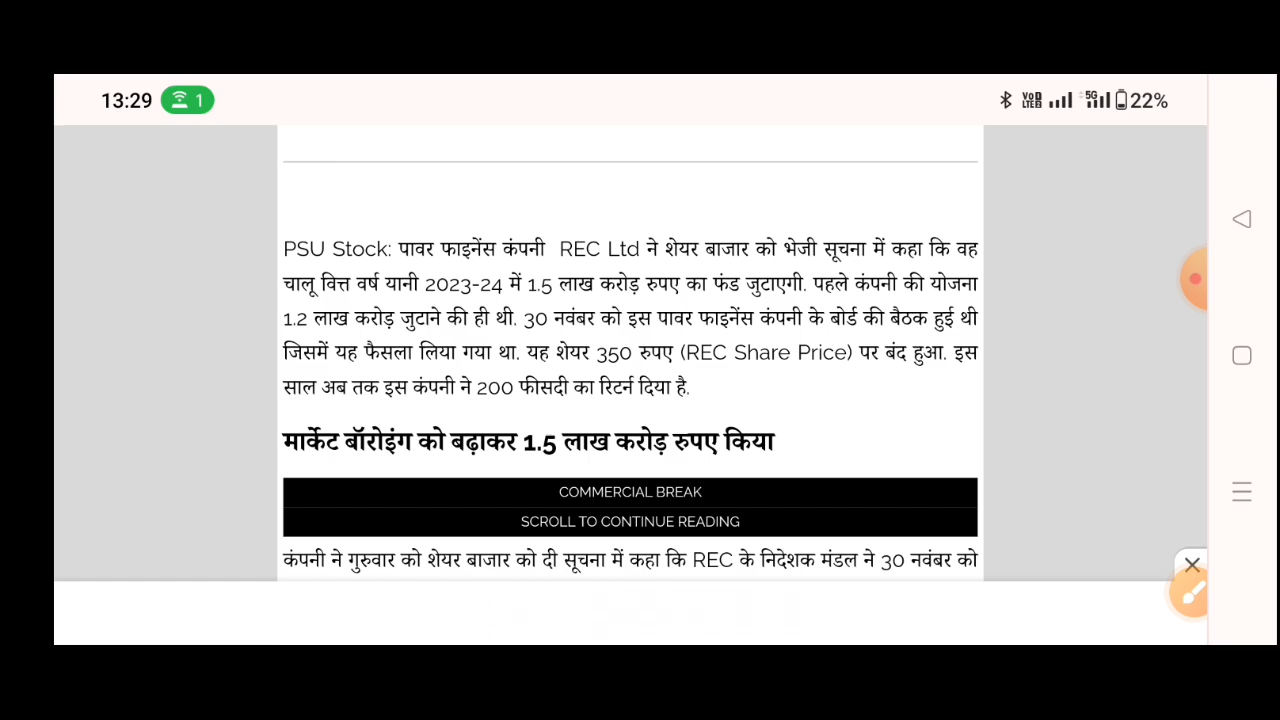 13:29 1 VoD LTE2 5G 22%
PSU Stock: पावर फाइनेंस कंपनी REC Ltd ने शेयर बाजार को भेजी सूचना में कहा कि वह
चालू वित्त वर्ष यानी 2023-24 में 1.5 लाख करोड़ रुपए का फंड जुटाएगी. पहले कंपनी की योजना
1.2 लाख करोड़ जुटाने की ही थी. 30 नवंबर को इस पावर फाइनेंस कंपनी के बोर्ड की बैठक हुई थी
जिसमें यह फैसला लिया गया था. यह शेयर 350 रुपए (REC Share Price) पर बंद हुआ. इस
साल अब तक इस कंपनी ने 200 फीसदी का रिटर्न दिया है.
मार्केट बॉरोइंग को बढ़ाकर 1.5 लाख करोड़ रुपए किया
COMMERCIAL BREAK
SCROLL TO CONTINUE READING
कंपनी ने गुरुवार को शेयर बाजार को दी सूचना में कहा कि REC के निदेशक मंडल ने 30 नवंबर को